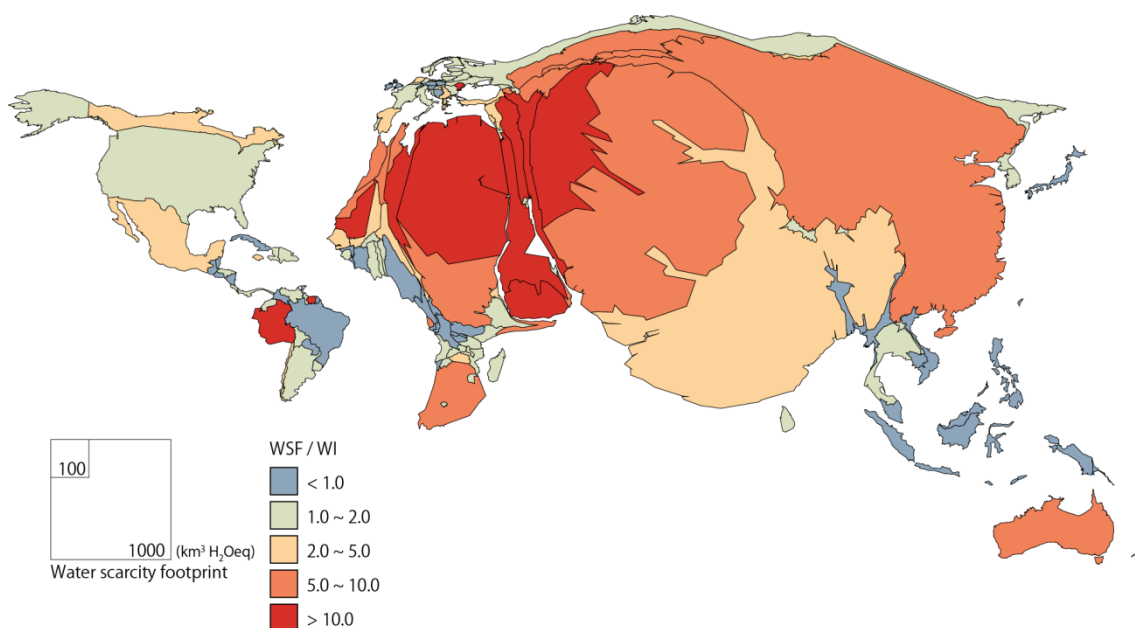 WSF / WI
< 1.0
1.0 ~ 2.0
2.0 ~ 5.0
5.0 ~ 10.0
> 10.0
100
1000 (km³ H₂Oeq)
Water scarcity footprint